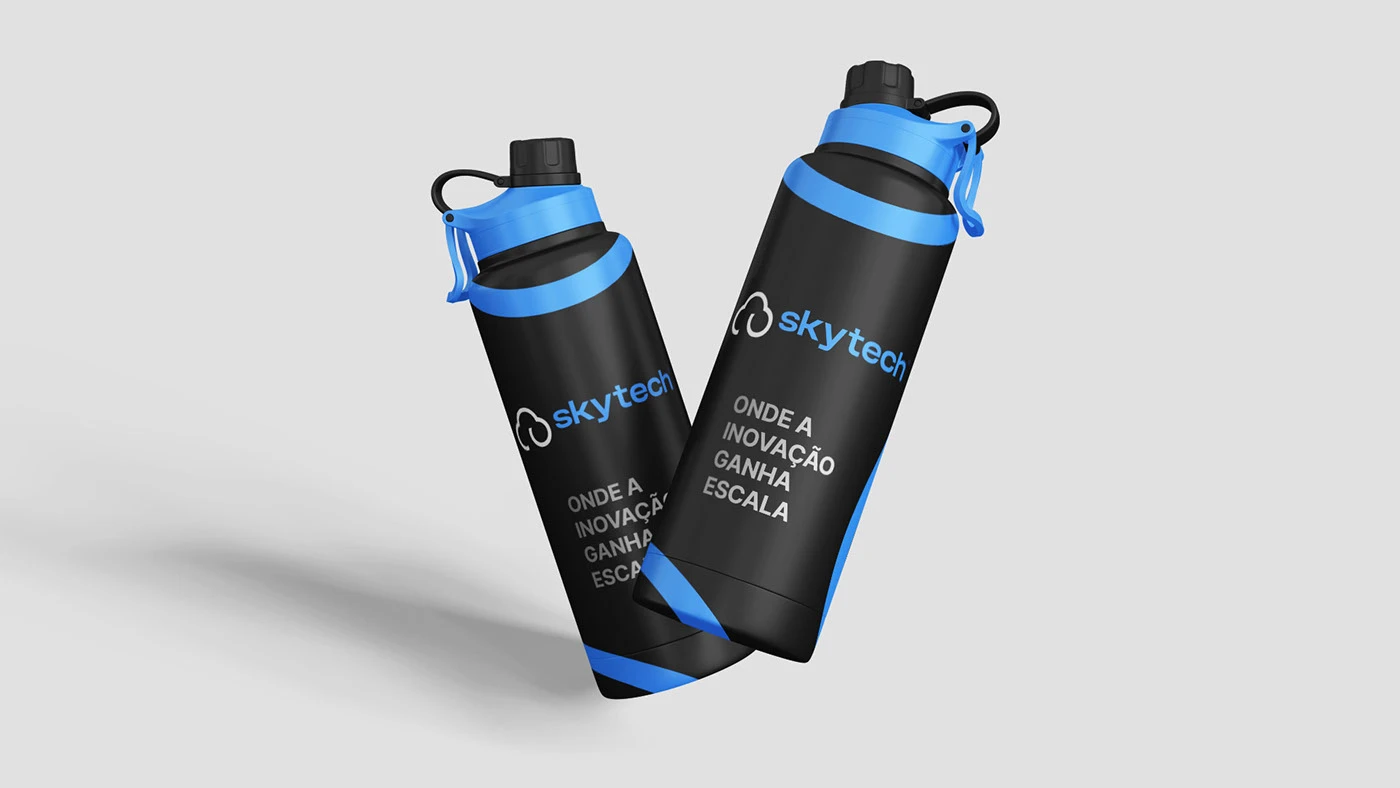 skytech
ONDE A
INOVAÇÃO
GANHA
ESCALA
skytech
ONDE A
GANHA